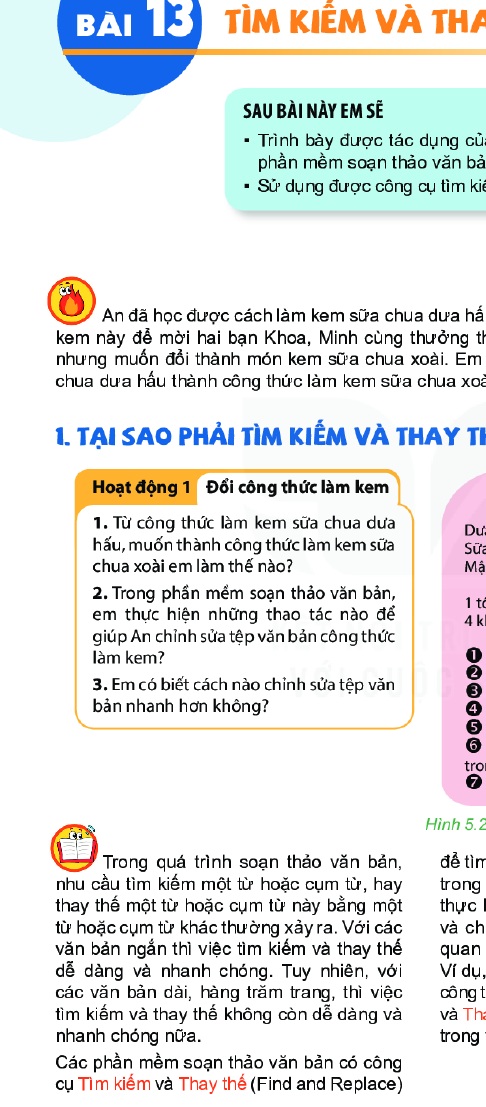 BÀI 13
TÌM KIẾM VÀ THA
SAU BÀI NÀY EM SẼ
▪ Trình bày được tác dụng củ
phần mềm soạn thảo văn bả
▪ Sử dụng được công cụ tìm ki
An đã học được cách làm kem sữa chua dưa hấ
kem này để mời hai bạn Khoa, Minh cùng thưởng th
nhưng muốn đổi thành món kem sữa chua xoài. Em
chua dưa hấu thành công thức làm kem sữa chua xoà
1. TẠI SAO PHẢI TÌM KIẾM VÀ THAY TH
Hoạt động 1 Đổi công thức làm kem
1. Từ công thức làm kem sữa chua dưa
hấu, muốn thành công thức làm kem sữa
chua xoài em làm thế nào?
2. Trong phần mềm soạn thảo văn bản,
em thực hiện những thao tác nào để
giúp An chỉnh sửa tệp văn bản công thức
làm kem?
3. Em có biết cách nào chỉnh sửa tệp văn
bản nhanh hơn không?
Dư
Sữa
Mậ
1 t
4 k
1
2
3
4
5
6
tro
7
Hình 5.2
Trong quá trình soạn thảo văn bản,
nhu cầu tìm kiếm một từ hoặc cụm từ, hay
thay thế một từ hoặc cụm từ này bằng một
từ hoặc cụm từ khác thường xảy ra. Với các
văn bản ngắn thì việc tìm kiếm và thay thế
dễ dàng và nhanh chóng. Tuy nhiên, với
các văn bản dài, hàng trăm trang, thì việc
tìm kiếm và thay thế không còn dễ dàng và
nhanh chóng nữa.
Các phần mềm soạn thảo văn bản có công
cụ Tìm kiếm và Thay thế (Find and Replace)
để tìm
trong
thực
và ch
quan
Ví dụ,
công t
và Tha
trong